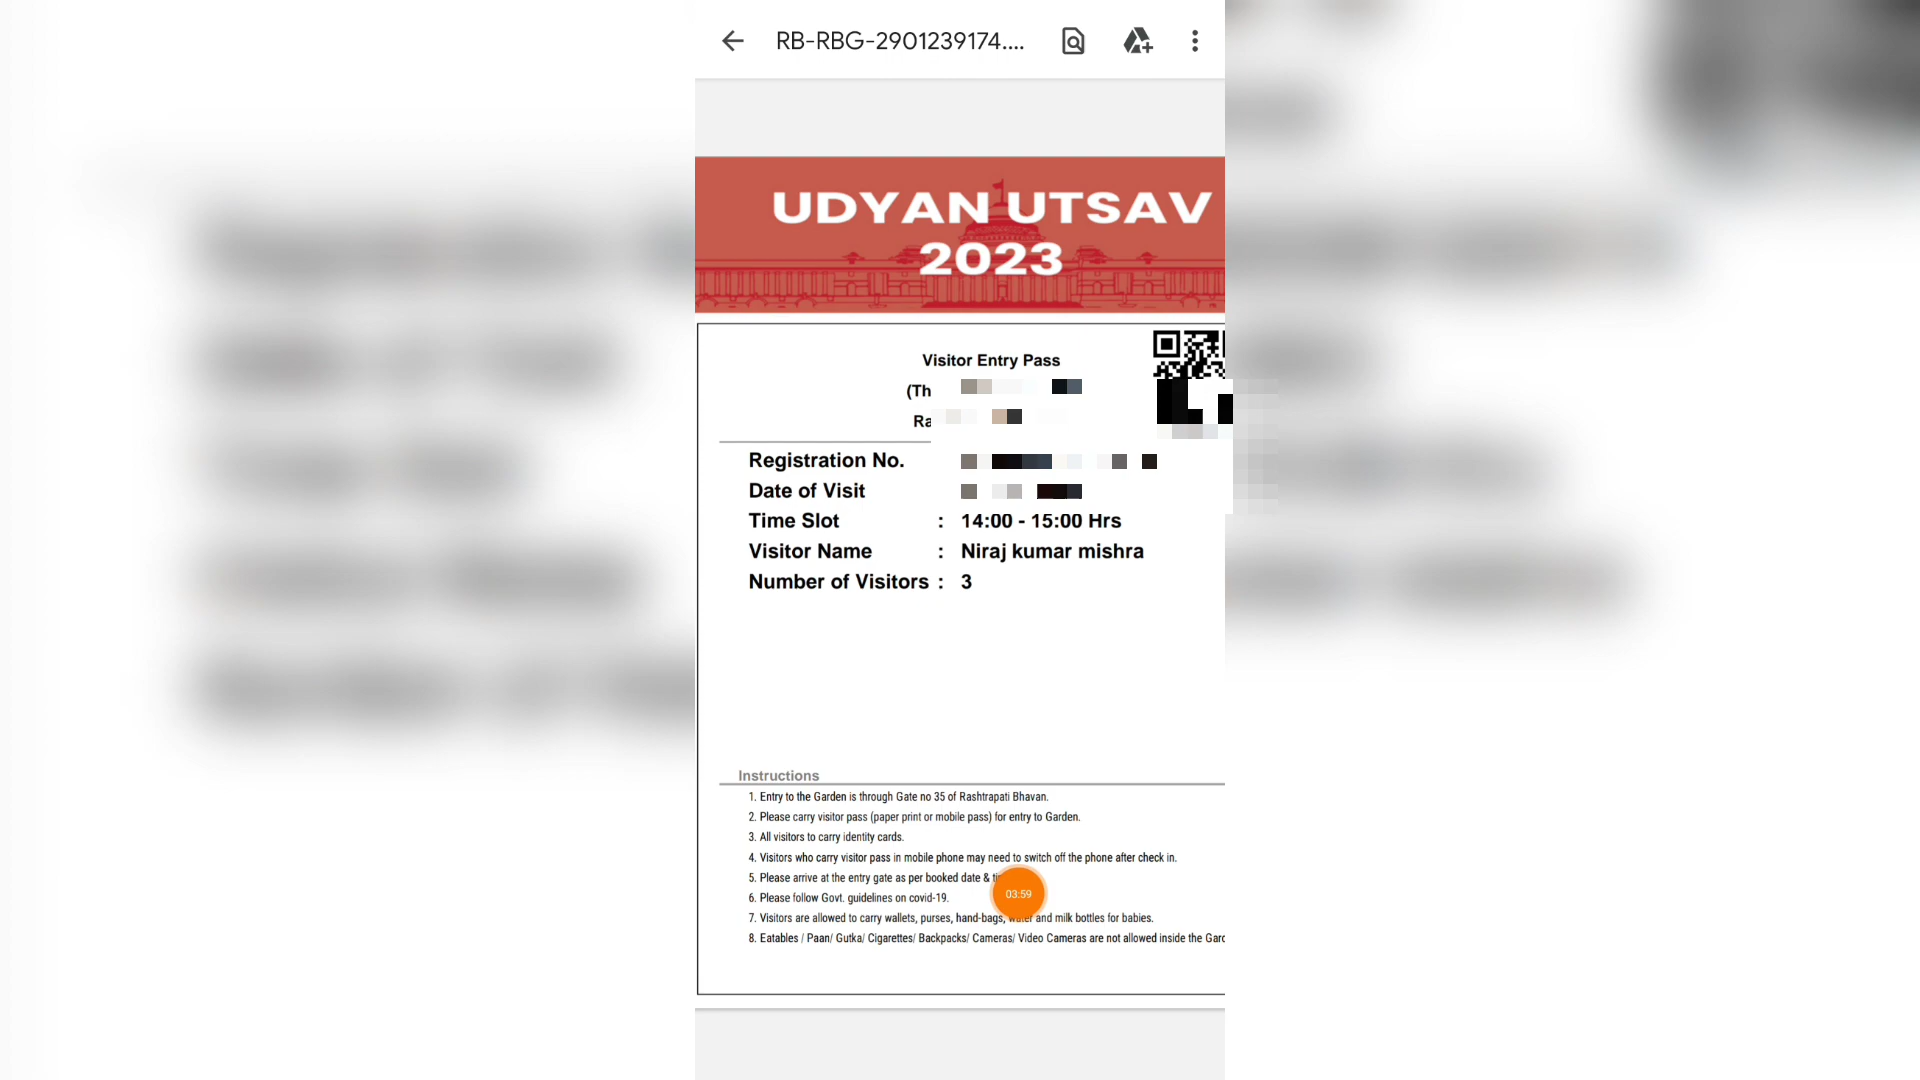 RB-RBG-2901239174....
UDYAN UTSAV
2023
Visitor Entry Pass
(Th
Ra
Registration No.
Date of Visit
Time Slot : 14:00 - 15:00 Hrs
Visitor Name : Niraj kumar mishra
Number of Visitors : 3
Instructions
1. Entry to the Garden is through Gate no 35 of Rashtrapati Bhavan.
2. Please carry visitor pass (paper print or mobile pass) for entry to Garden.
3. All visitors to carry identity cards.
4. Visitors who carry visitor pass in mobile phone may need to switch off the phone after check in.
5. Please arrive at the entry gate as per booked date &
03:59
6. Please follow Govt. guidelines on covid-19.
7. Visitors are allowed to carry wallets, purses, hand-bags, water and milk bottles for babies.
8. Eatables / Paan/ Gutka/ Cigarettes/ Backpacks/ Cameras/ Video Cameras are not allowed inside the Gard